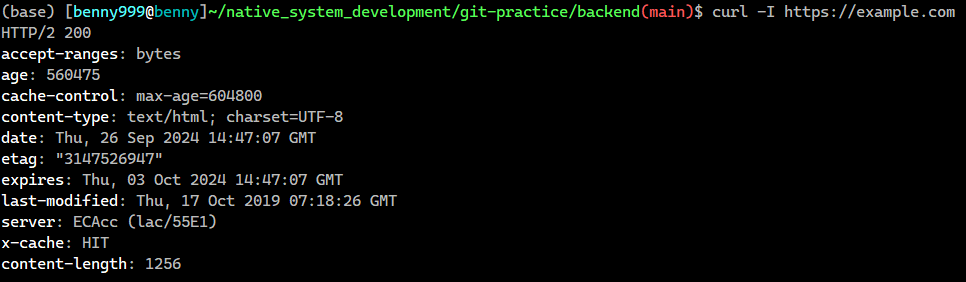 (base) [benny999@benny]~/native_system_development/git-practice/backend(main)$ curl -I https://example.com
HTTP/2 200
accept-ranges: bytes
age: 560475
cache-control: max-age=604800
content-type: text/html; charset=UTF-8
date: Thu, 26 Sep 2024 14:47:07 GMT
etag: "3147526947"
expires: Thu, 03 Oct 2024 14:47:07 GMT
last-modified: Thu, 17 Oct 2019 07:18:26 GMT
server: ECAcc (lac/55E1)
x-cache: HIT
content-length: 1256